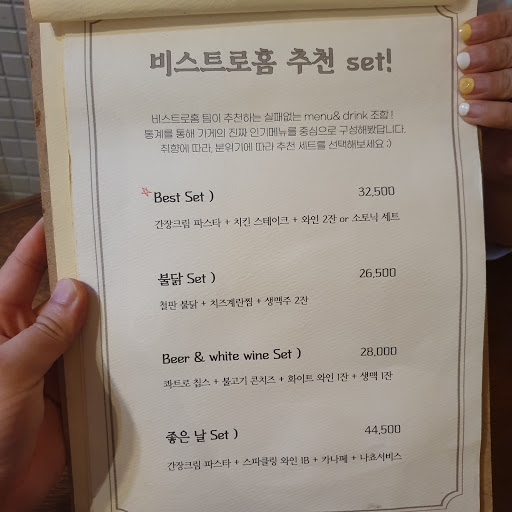 비스트로홈 추천 set!
비스트로홈 팀이 추천하는 실패없는 menu& drink 조합!
통계를 통해 가게의 진짜 인기메뉴를 중심으로 구성해봤답니다.
취향에 따라, 분위기에 따라 추천 세트를 선택해보세요 :)
Best Set ) 32,500
간장크림 파스타 + 치킨 스테이크 + 와인 2잔 or 소토닉 세트
불닭 Set ) 26,500
철판 불닭 + 치즈계란찜 + 생맥주 2잔
Beer & white wine Set ) 28,000
콰트로 칩스 + 불고기 콘치즈 + 화이트 와인 1잔 + 생맥 1잔
좋은 날 Set ) 44,500
간장크림 파스타 + 스파클링 와인 1B + 카나페 + 나쵸서비스